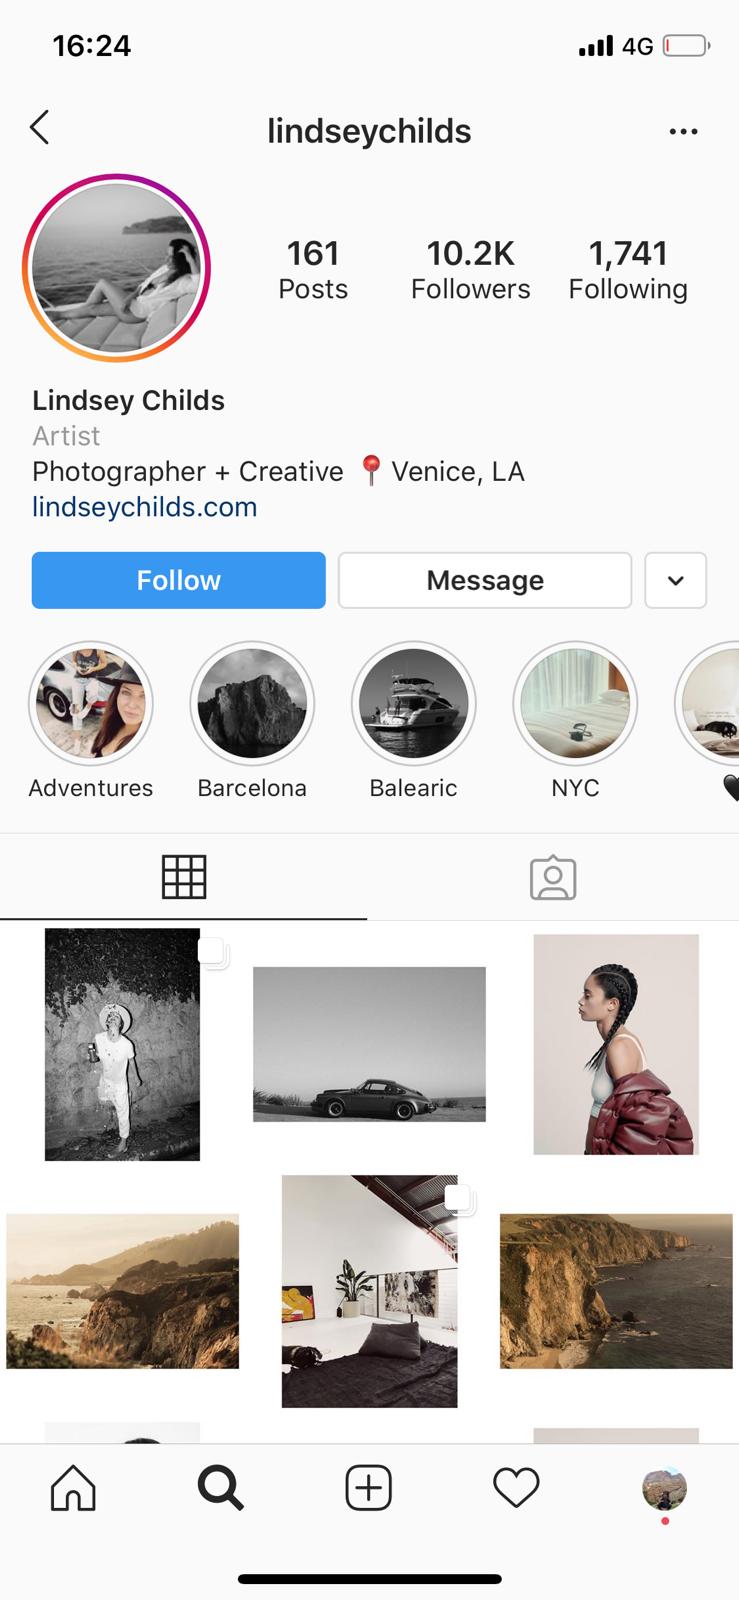 16:24
4G
lindseychilds
161
Posts
10.2K
Followers
1,741
Following
Lindsey Childs
Artist
Photographer + Creative 📍 Venice, LA
lindseychilds.com
Follow
Message
Adventures
Barcelona
Balearic
NYC
🖤